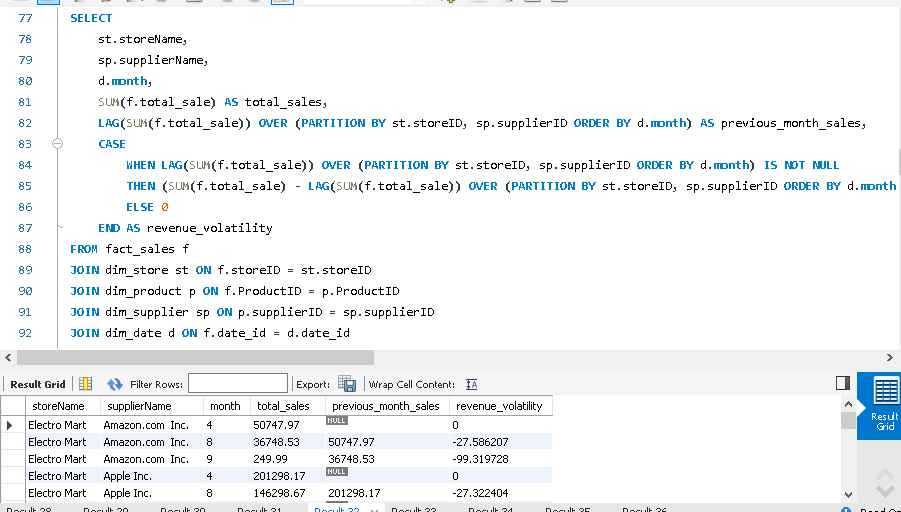 77 SELECT
78 st.storeName,
79 sp.supplierName,
80 d.month,
81 SUM(f.total_sale) AS total_sales,
82 LAG(SUM(f.total_sale)) OVER (PARTITION BY st.storeID, sp.supplierID ORDER BY d.month) AS previous_month_sales,
83 CASE
84 WHEN LAG(SUM(f.total_sale)) OVER (PARTITION BY st.storeID, sp.supplierID ORDER BY d.month) IS NOT NULL
85 THEN (SUM(f.total_sale) - LAG(SUM(f.total_sale)) OVER (PARTITION BY st.storeID, sp.supplierID ORDER BY d.month
86 ELSE 0
87 END AS revenue_volatility
88 FROM fact_sales f
89 JOIN dim_store st ON f.storeID = st.storeID
90 JOIN dim_product p ON f.ProductID = p.ProductID
91 JOIN dim_supplier sp ON p.supplierID = sp.supplierID
92 JOIN dim_date d ON f.date_id = d.date_id
Result Grid Filter Rows: Export: Wrap Cell Content:
storeName supplierName month total_sales previous_month_sales revenue_volatility
Electro Mart Amazon.com Inc. 4 50747.97 NULL 0
Electro Mart Amazon.com Inc. 8 36748.53 50747.97 -27.586207
Electro Mart Amazon.com Inc. 9 249.99 36748.53 -99.319728
Electro Mart Apple Inc. 4 201298.17 NULL 0
Electro Mart Apple Inc. 8 146298.67 201298.17 -27.322404
Result
Grid
Result 28 Result 29 Result 30 Result 31 Result 32 Result 33 Result 34 Result 35 Result 36